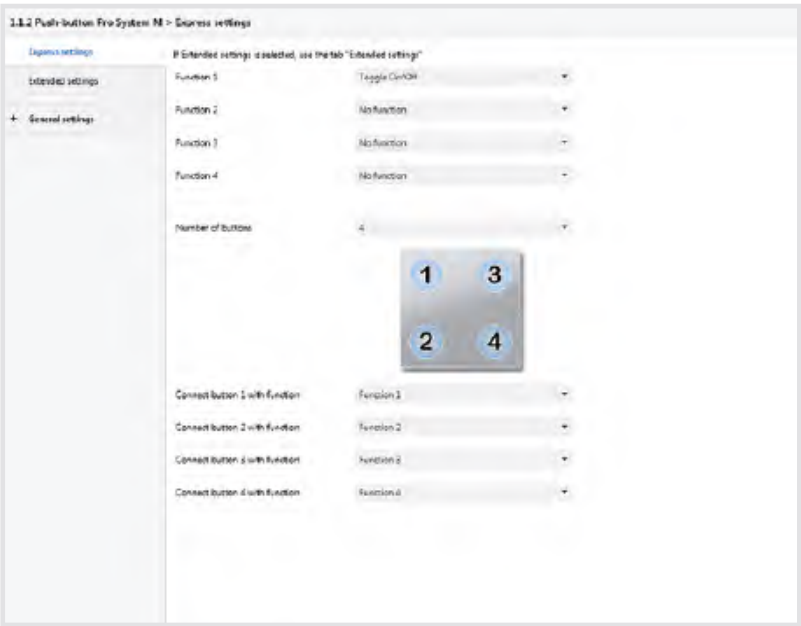 1.1.2 Push-button Pro System M > Express settings
Express settings
If Extended settings is selected, use the tab "Extended settings"
Extended settings
+ General settings
Function 1 Toggle On/Off
Function 2 No function
Function 3 No function
Function 4 No function
Number of buttons 4
1 3
2 4
Connect button 1 with function Function 1
Connect button 2 with function Function 2
Connect button 3 with function Function 3
Connect button 4 with function Function 4